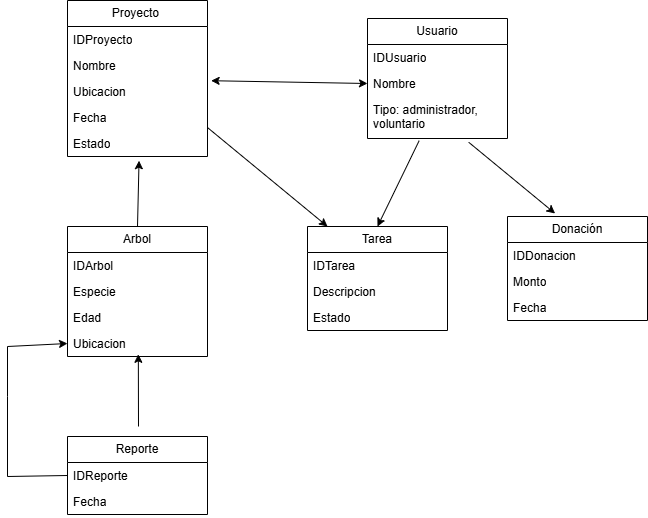 Proyecto
IDProyecto
Nombre
Ubicacion
Fecha
Estado
Usuario
IDUsuario
Nombre
Tipo: administrador,
voluntario
Arbol
IDArbol
Especie
Edad
Ubicacion
Tarea
IDTarea
Descripcion
Estado
Donación
IDDonacion
Monto
Fecha
Reporte
IDReporte
Fecha